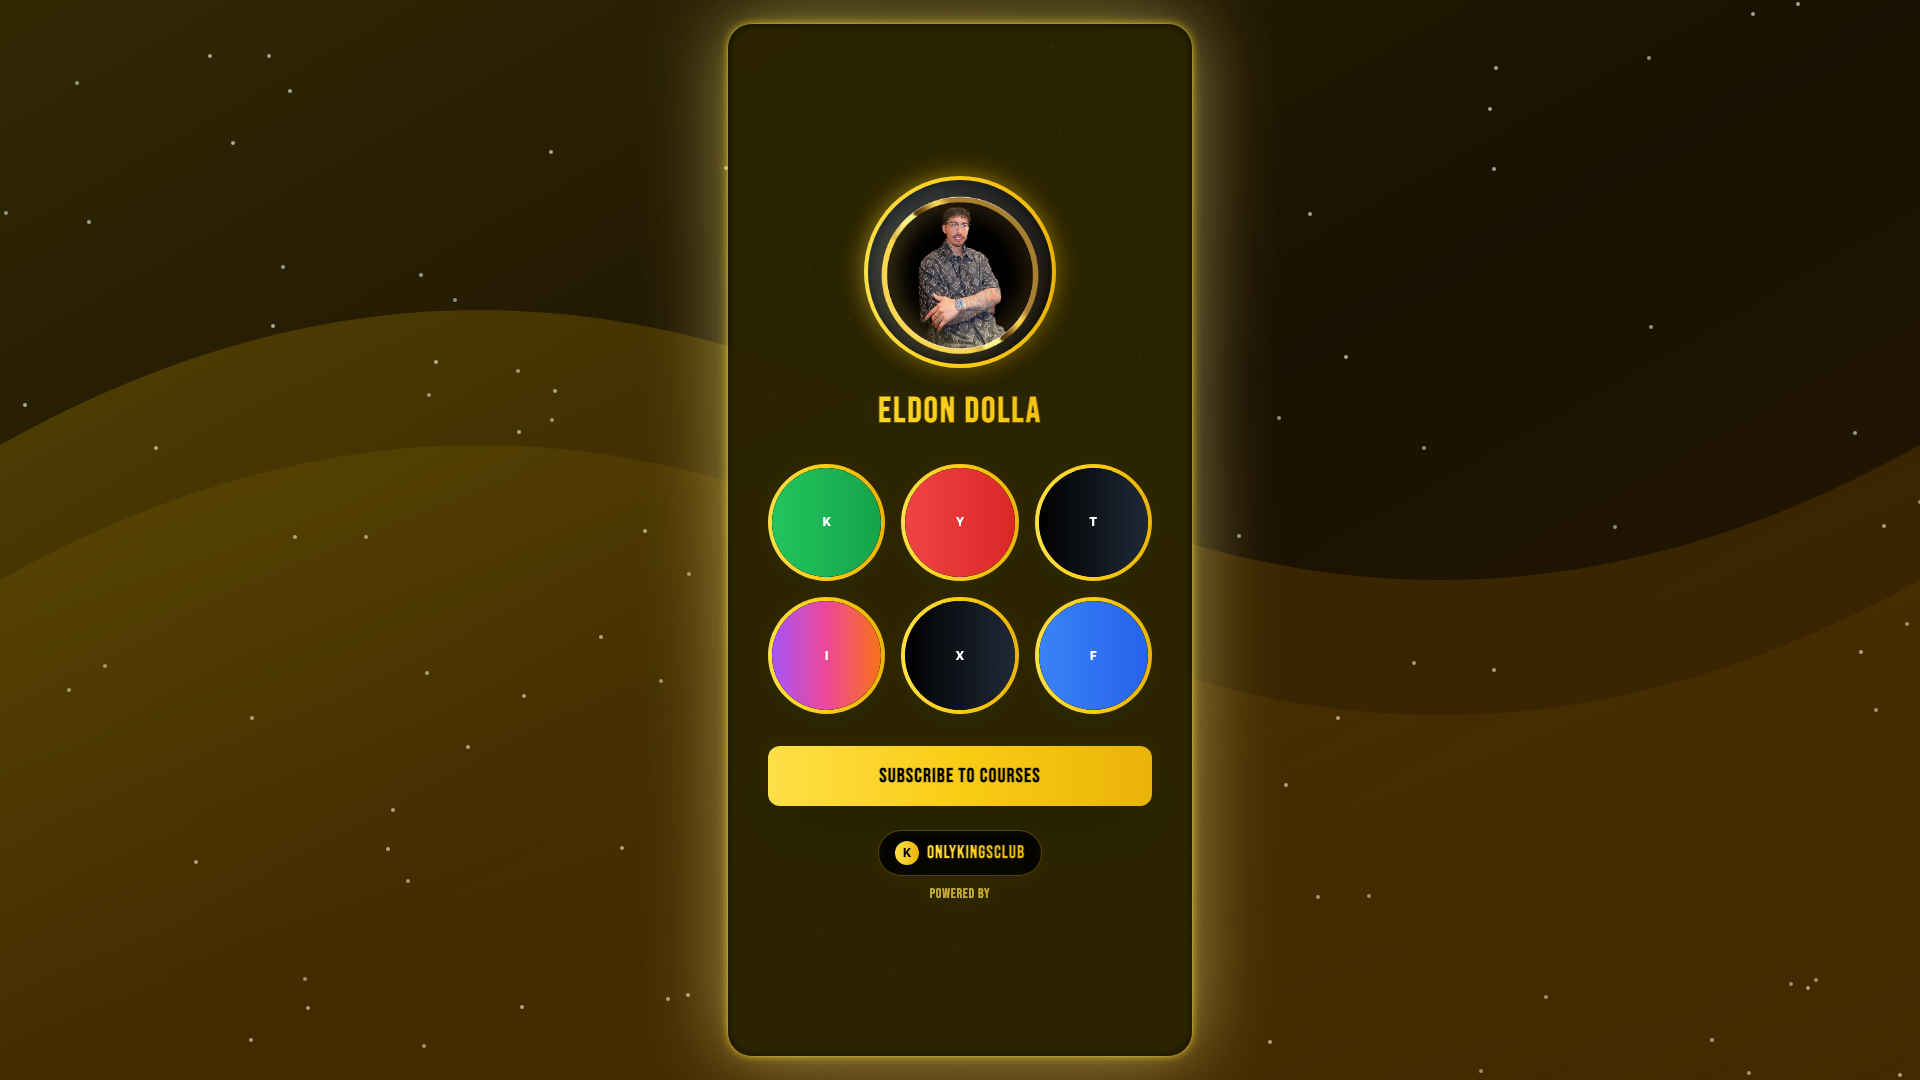 ELDON DOLLA
K
Y
T
I
X
F
SUBSCRIBE TO COURSES
K ONLYKINGSCLUB
POWERED BY